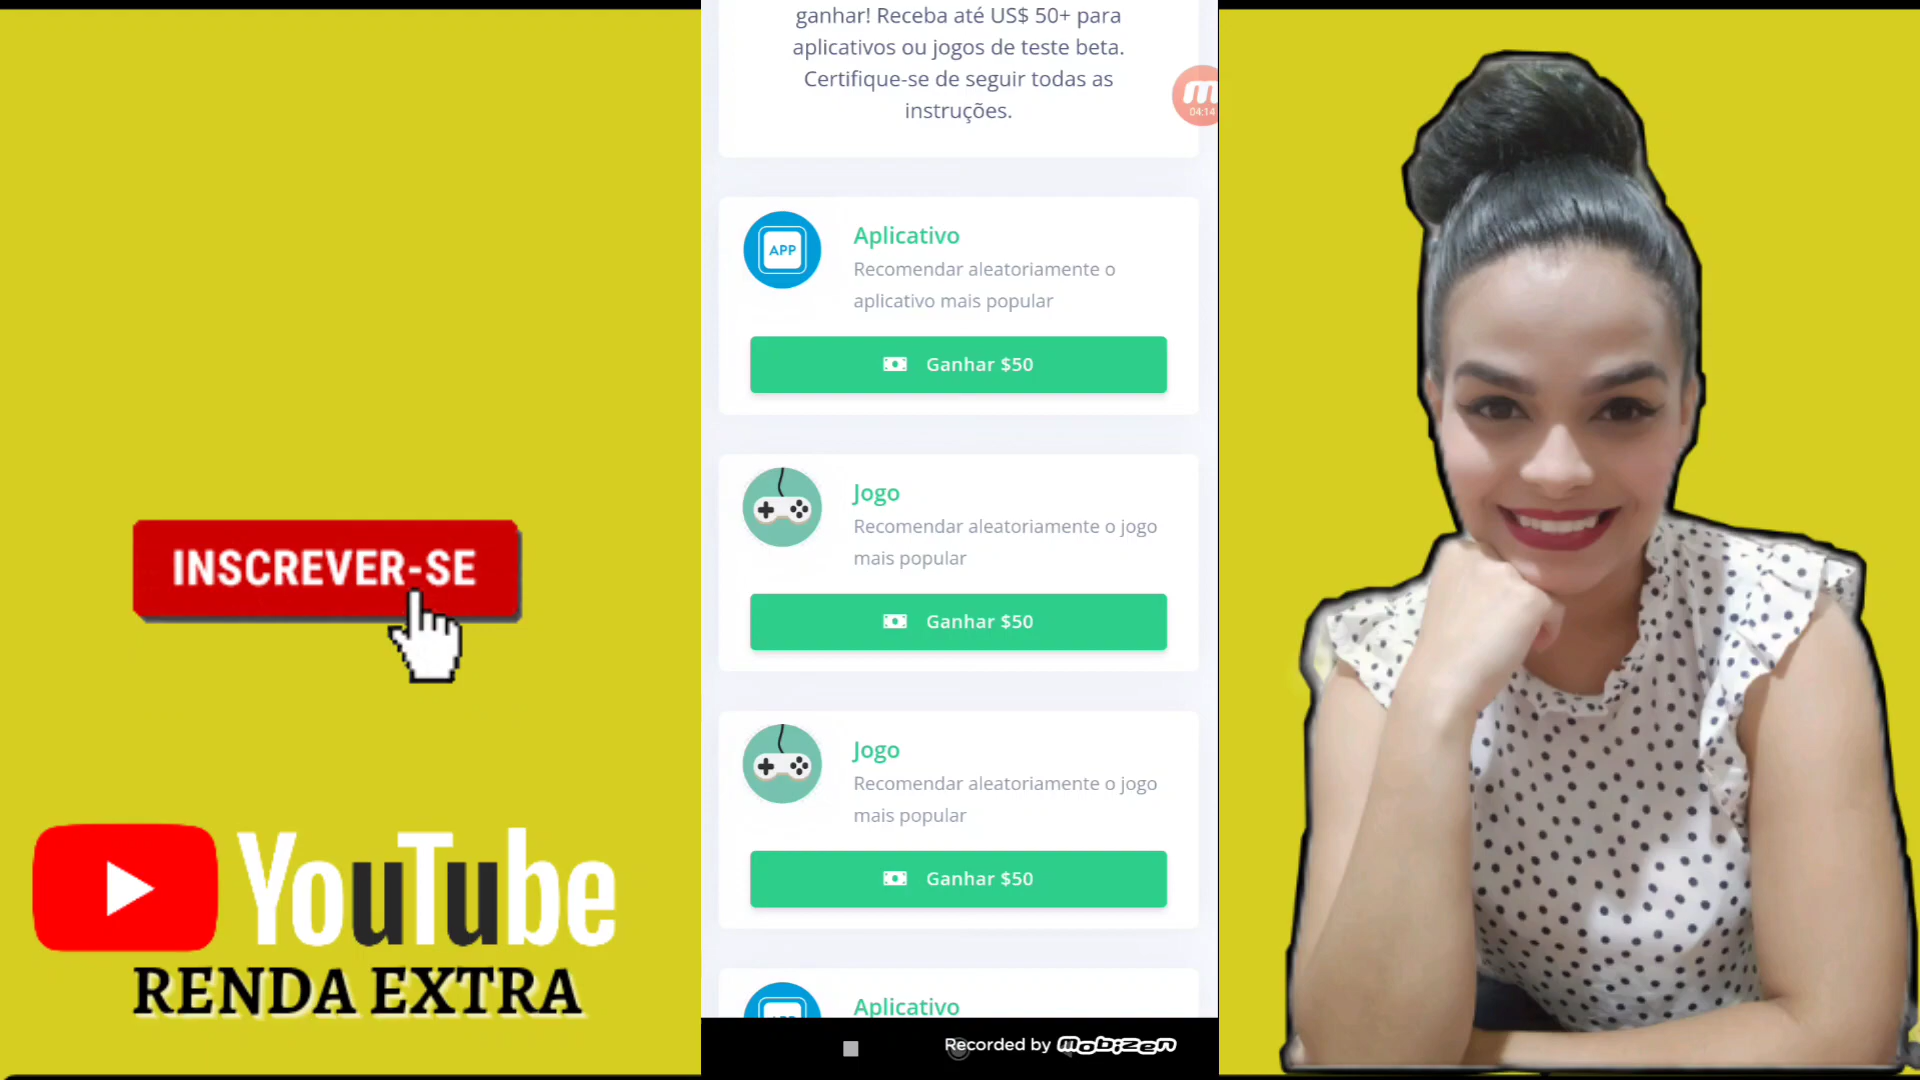 ganhar! Receba até US$ 50+ para
aplicativos ou jogos de teste beta.
Certifique-se de seguir todas as
instruções.
m
04:14
APP
Aplicativo
Recomendar aleatoriamente o
aplicativo mais popular
Ganhar $50
Jogo
Recomendar aleatoriamente o jogo
mais popular
Ganhar $50
Jogo
Recomendar aleatoriamente o jogo
mais popular
Ganhar $50
Aplicativo
Recorded by mobizen
INSCREVER-SE
YouTube
RENDA EXTRA